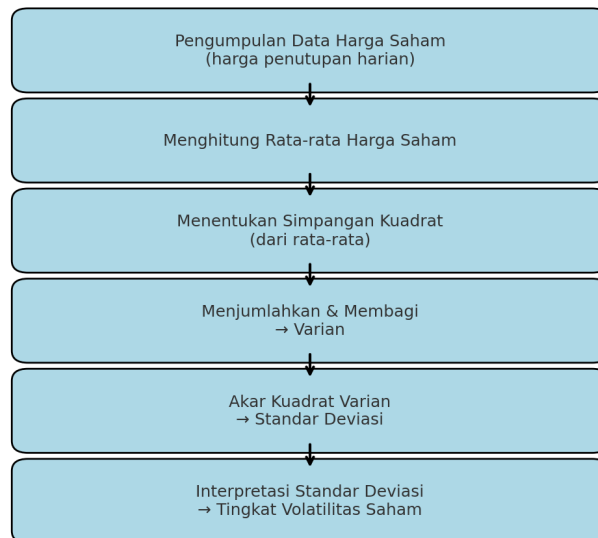 Pengumpulan Data Harga Saham
(harga penutupan harian)
Menghitung Rata-rata Harga Saham
Menentukan Simpangan Kuadrat
(dari rata-rata)
Menjumlahkan & Membagi
→ Varian
Akar Kuadrat Varian
→ Standar Deviasi
Interpretasi Standar Deviasi
→ Tingkat Volatilitas Saham